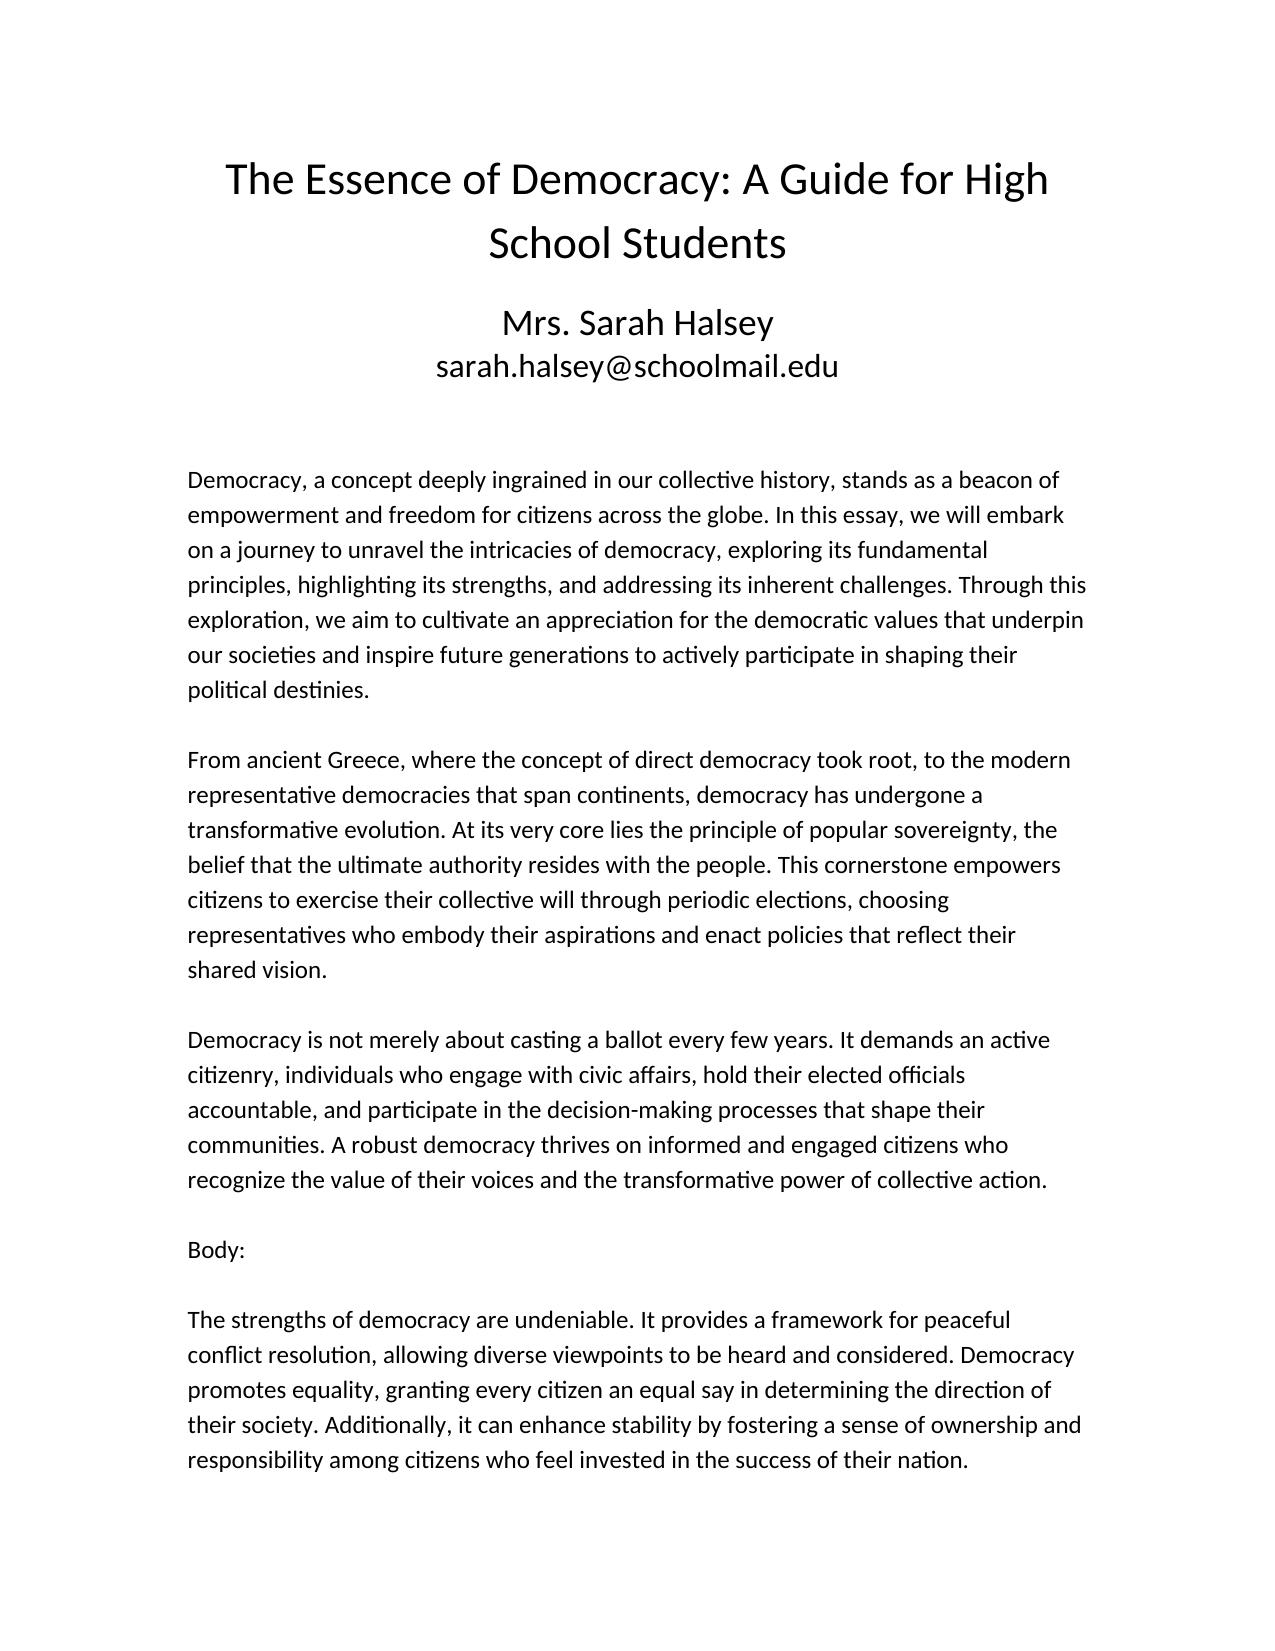 The Essence of Democracy: A Guide for High
School Students
Mrs. Sarah Halsey
sarah.halsey@schoolmail.edu
Democracy, a concept deeply ingrained in our collective history, stands as a beacon of
empowerment and freedom for citizens across the globe. In this essay, we will embark
on a journey to unravel the intricacies of democracy, exploring its fundamental
principles, highlighting its strengths, and addressing its inherent challenges. Through this
exploration, we aim to cultivate an appreciation for the democratic values that underpin
our societies and inspire future generations to actively participate in shaping their
political destinies.
From ancient Greece, where the concept of direct democracy took root, to the modern
representative democracies that span continents, democracy has undergone a
transformative evolution. At its very core lies the principle of popular sovereignty, the
belief that the ultimate authority resides with the people. This cornerstone empowers
citizens to exercise their collective will through periodic elections, choosing
representatives who embody their aspirations and enact policies that reflect their
shared vision.
Democracy is not merely about casting a ballot every few years. It demands an active
citizenry, individuals who engage with civic affairs, hold their elected officials
accountable, and participate in the decision-making processes that shape their
communities. A robust democracy thrives on informed and engaged citizens who
recognize the value of their voices and the transformative power of collective action.
Body:
The strengths of democracy are undeniable. It provides a framework for peaceful
conflict resolution, allowing diverse viewpoints to be heard and considered. Democracy
promotes equality, granting every citizen an equal say in determining the direction of
their society. Additionally, it can enhance stability by fostering a sense of ownership and
responsibility among citizens who feel invested in the success of their nation.